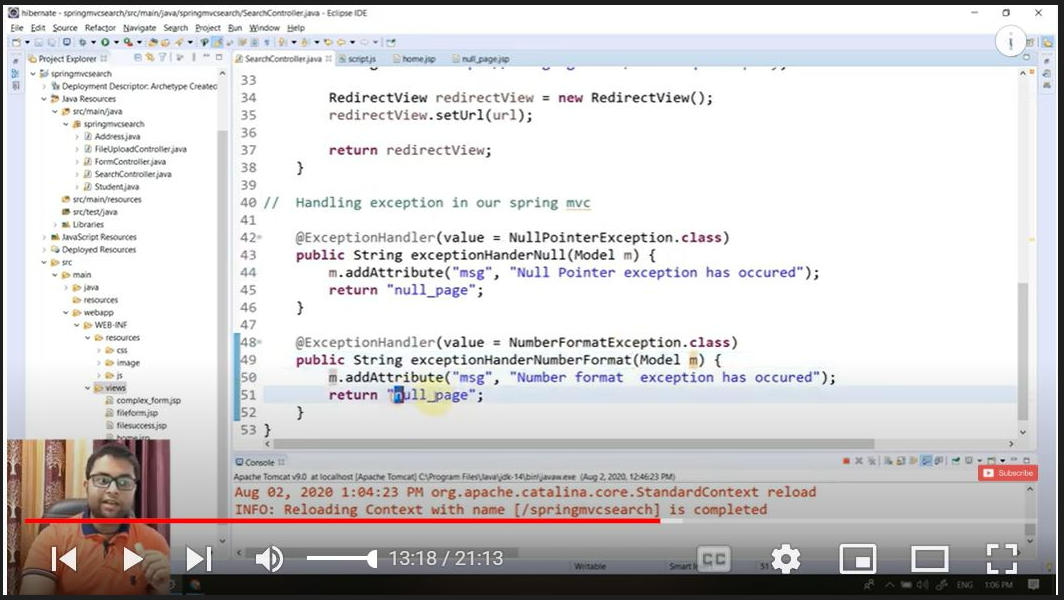 hibernate - springmvcsearch/src/main/java/springmvcsearch/SearchController.java - Eclipse IDE
File Edit Source Refactor Navigate Search Project Run Window Help
Project Explorer
SearchController.java script.js home.jsp null_page.jsp
springmvcsearch
Deployment Descriptor: Archetype Created
Java Resources
src/main/java
springmvcsearch
Address.java
FileUploadController.java
FormController.java
SearchController.java
Student.java
src/main/resources
src/test/java
Libraries
JavaScript Resources
Deployed Resources
src
main
java
resources
webapp
WEB-INF
resources
css
image
js
views
complex_form.jsp
fileform.jsp
filesuccess.jsp
home.jsp
33
34 RedirectView redirectView = new RedirectView();
35 redirectView.setUrl(url);
36
37 return redirectView;
38 }
39
40 // Handling exception in our spring mvc
41
42 @ExceptionHandler(value = NullPointerException.class)
43 public String exceptionHanderNull(Model m) {
44 m.addAttribute("msg", "Null Pointer exception has occured");
45 return "null_page";
46 }
47
48 @ExceptionHandler(value = NumberFormatException.class)
49 public String exceptionHanderNumberFormat(Model m) {
50 m.addAttribute("msg", "Number format  exception has occured");
51 return "null_page";
52 }
53 }
Console
Apache Tomcat v9.0 at localhost [Apache Tomcat] C:\Program Files\Java\jdk-14\bin\javaw.exe (Aug 2, 2020, 12:46:23 PM)
Aug 02, 2020 1:04:23 PM org.apache.catalina.core.StandardContext reload
INFO: Reloading Context with name [/springmvcsearch] is completed
Subscribe
13:18 / 21:13
CC
Writable
Smart In
51
ENG 1:06 PM